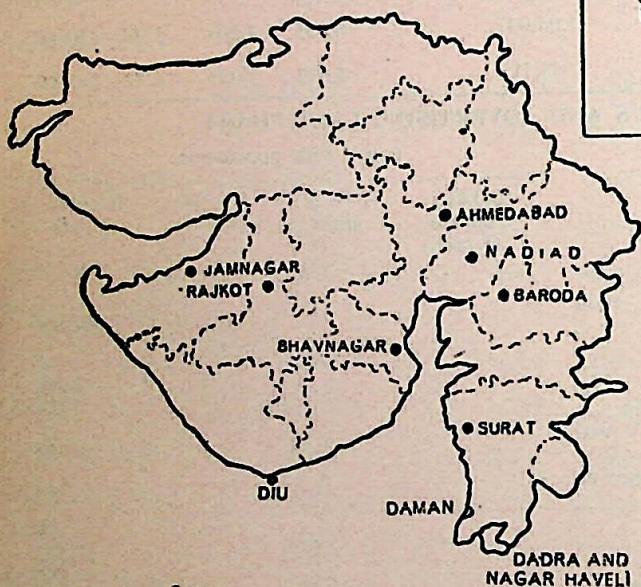 AHMEDABAD
NADIAD
JAMNAGAR
RAJKOT
BARODA
BHAVNAGAR
SURAT
DIU
DAMAN
DADRA AND
NAGAR HAVELI